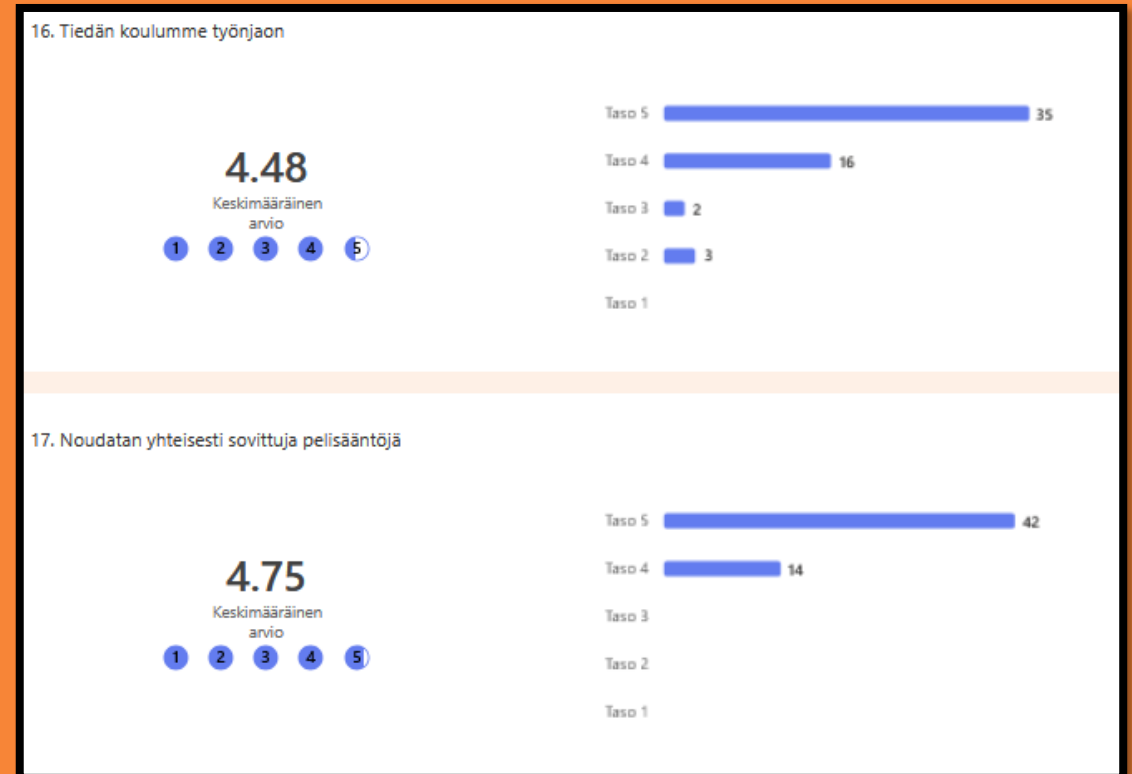 16. Tiedän koulumme työnjaon
4.48
Keskimääräinen
arvio
1 2 3 4 5
Taso 5 35
Taso 4 16
Taso 3 2
Taso 2 3
Taso 1
17. Noudatan yhteisesti sovittuja pelisääntöjä
4.75
Keskimääräinen
arvio
1 2 3 4 5
Taso 5 42
Taso 4 14
Taso 3
Taso 2
Taso 1